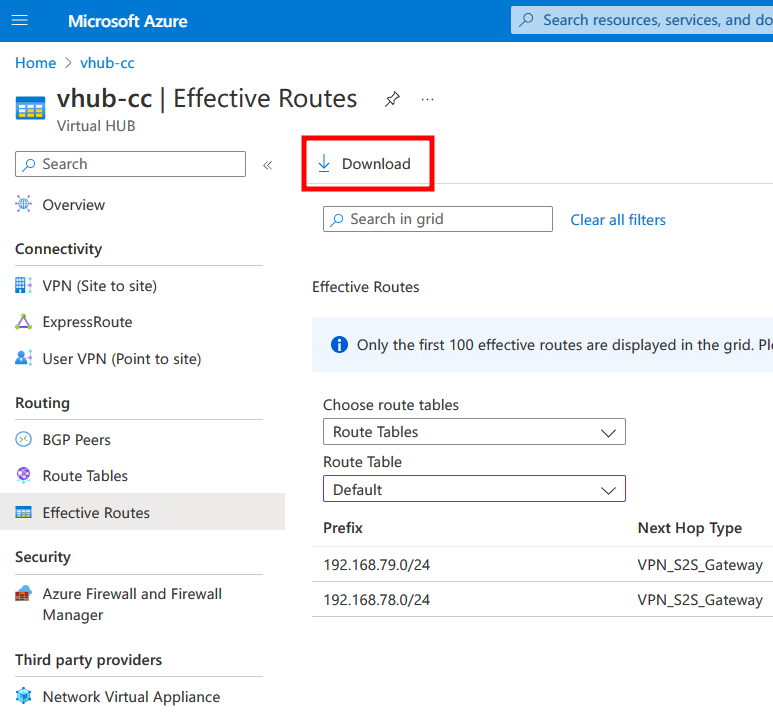 Microsoft Azure
Search resources, services, and do
Home > vhub-cc
vhub-cc | Effective Routes
Virtual HUB
Search
Download
Overview
Search in grid
Clear all filters
Connectivity
VPN (Site to site)
ExpressRoute
User VPN (Point to site)
Routing
BGP Peers
Route Tables
Effective Routes
Security
Azure Firewall and Firewall
Manager
Third party providers
Network Virtual Appliance
Effective Routes
Only the first 100 effective routes are displayed in the grid. Ple
Choose route tables
Route Tables
Route Table
Default
Prefix Next Hop Type
192.168.79.0/24 VPN_S2S_Gateway
192.168.78.0/24 VPN_S2S_Gateway